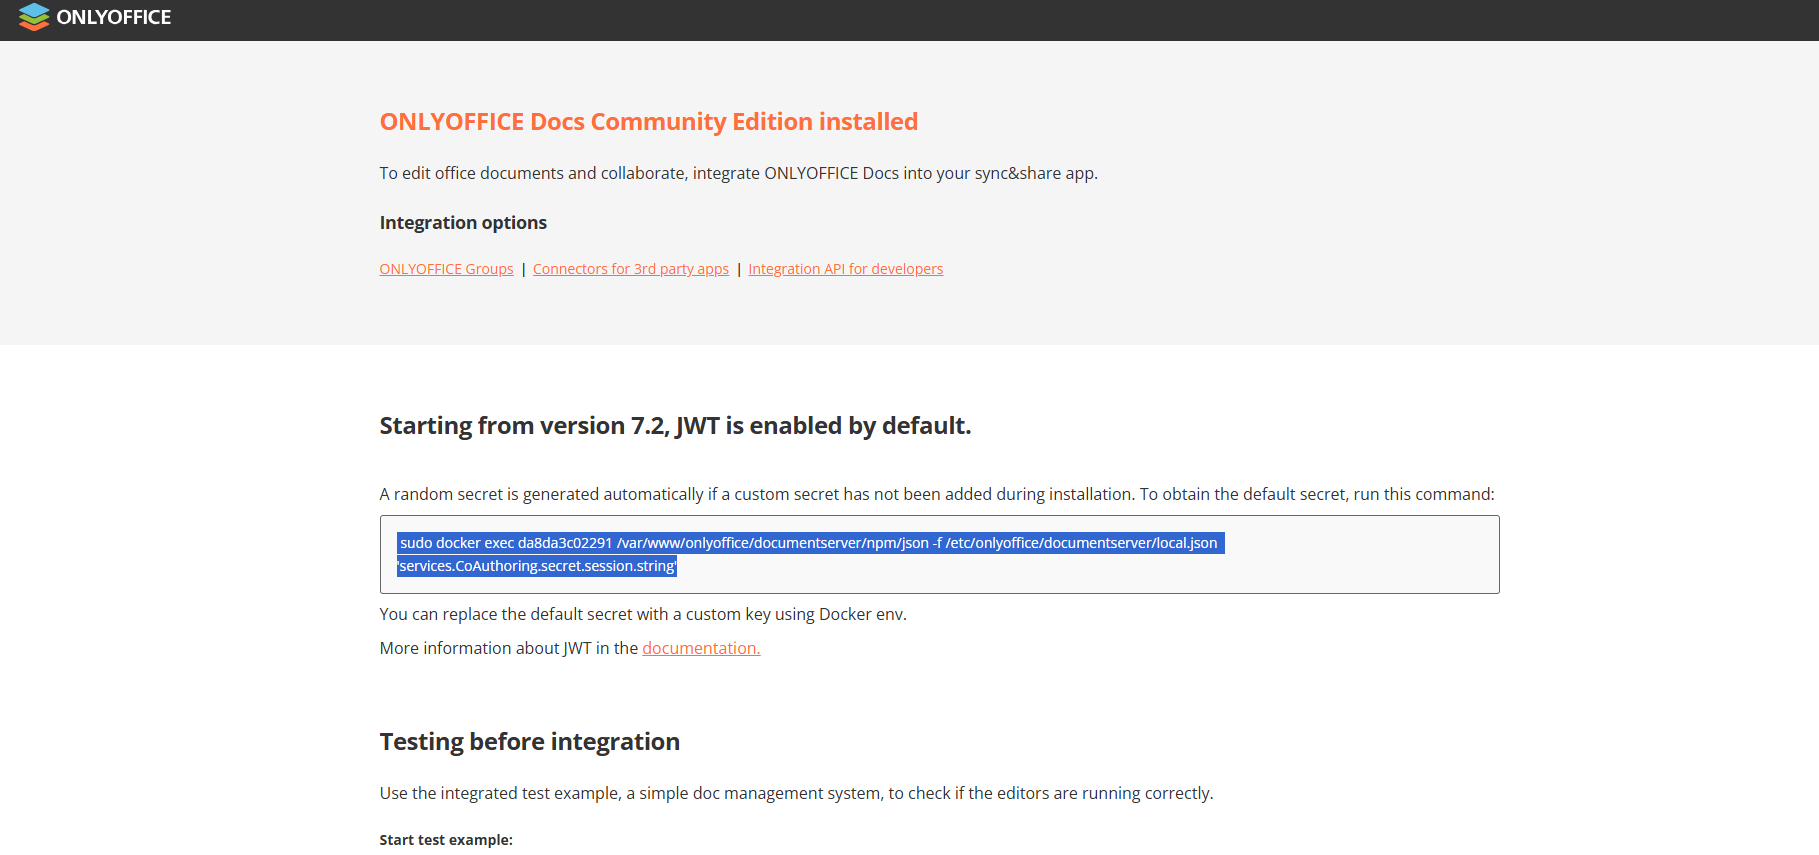 ONLYOFFICE
ONLYOFFICE Docs Community Edition installed
To edit office documents and collaborate, integrate ONLYOFFICE Docs into your sync&share app.
Integration options
ONLYOFFICE Groups | Connectors for 3rd party apps | Integration API for developers
Starting from version 7.2, JWT is enabled by default.
A random secret is generated automatically if a custom secret has not been added during installation. To obtain the default secret, run this command:
sudo docker exec da8da3c02291 /var/www/onlyoffice/documentserver/npm/json -f /etc/onlyoffice/documentserver/local.json
'services.CoAuthoring.secret.session.string'
You can replace the default secret with a custom key using Docker env.
More information about JWT in the documentation.
Testing before integration
Use the integrated test example, a simple doc management system, to check if the editors are running correctly.
Start test example: